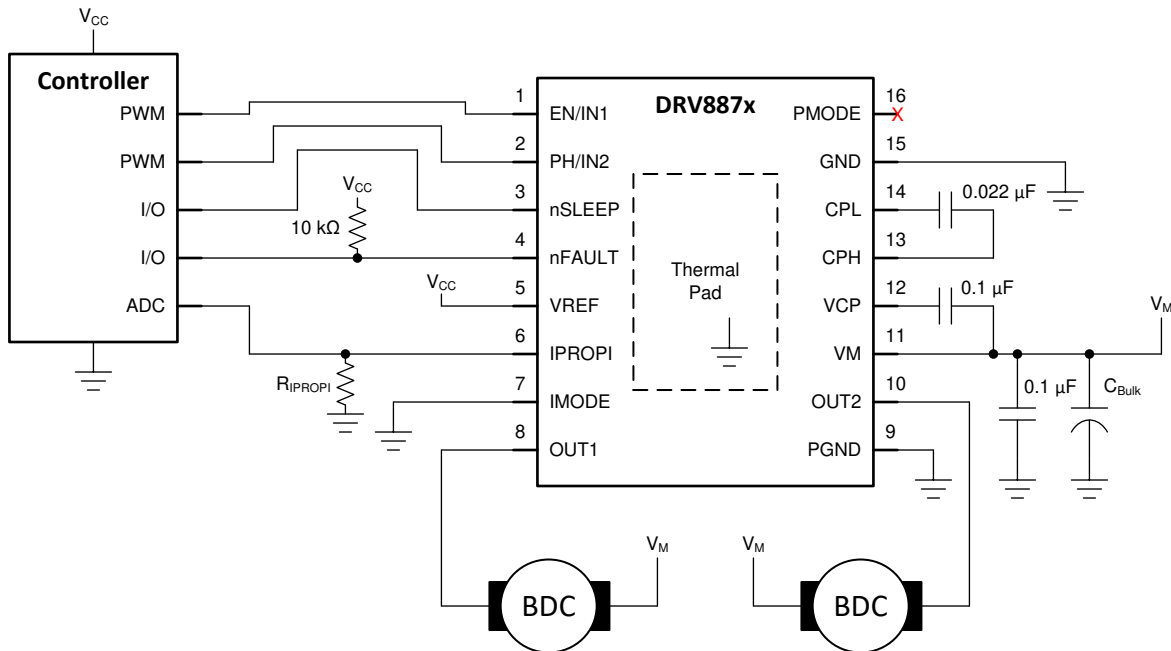 VCC
Controller
PWM
PWM
I/O
I/O
ADC
VCC
10 kΩ
VCC
RIPROPI
DRV887x
1 EN/IN1
2 PH/IN2
3 nSLEEP
4 nFAULT
5 VREF
6 IPROPI
7 IMODE
8 OUT1
Thermal
Pad
PMODE 16
X
GND 15
CPL 14
CPH 13
VCP 12
VM 11
OUT2 10
PGND 9
0.022 µF
0.1 µF
VM
0.1 µF
CBulk
VM
VM
BDC
BDC